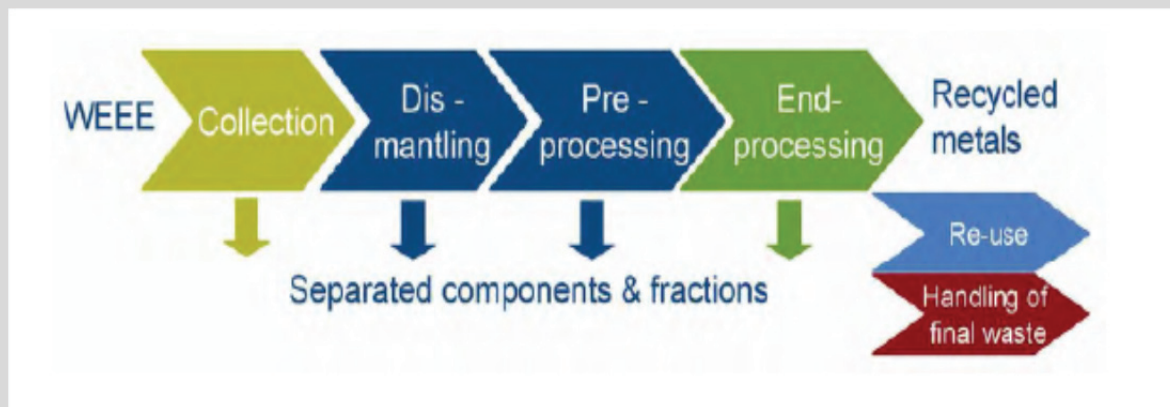 WEEE
Collection
Dis -
mantling
Pre -
processing
End-
processing
Recycled
metals
Re-use
Handling of
final waste
Separated components & fractions